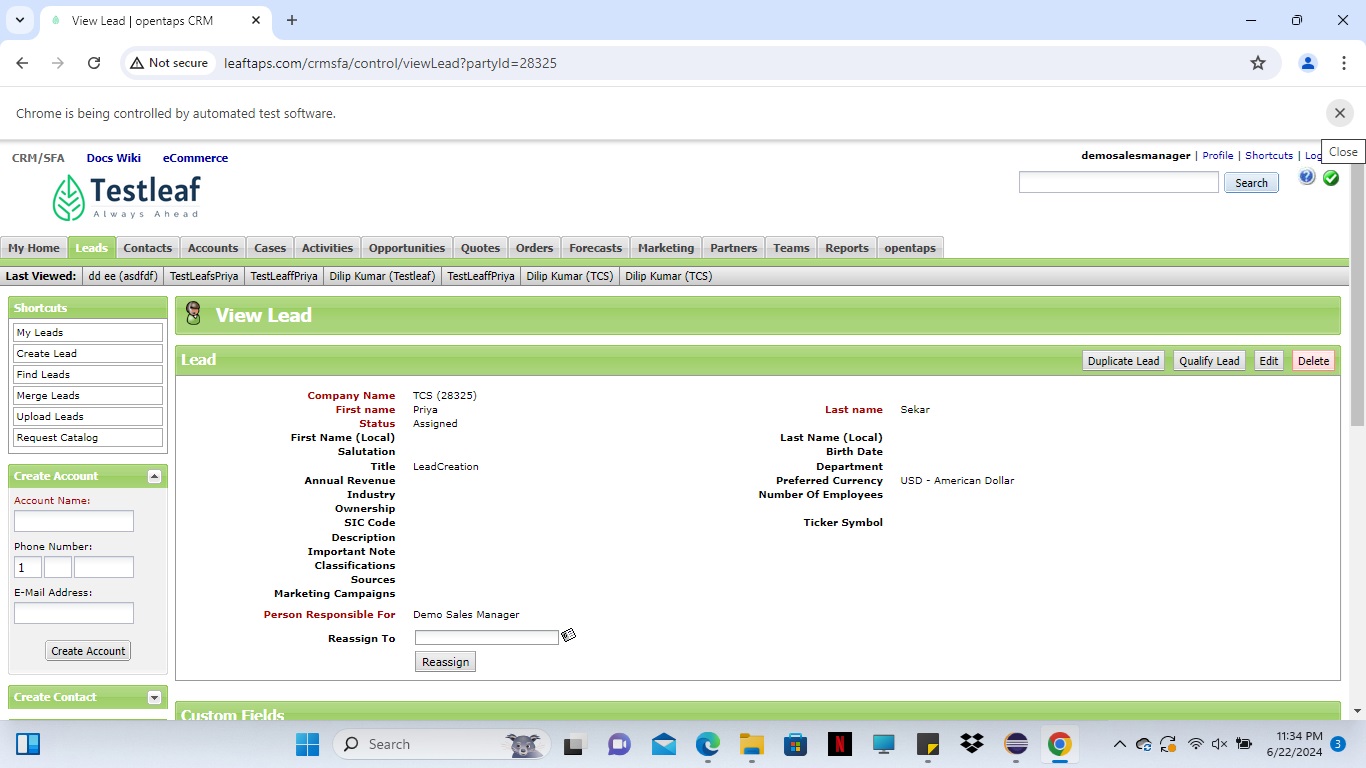 View Lead | opentaps CRM
Not secure leaftaps.com/crmsfa/control/viewLead?partyId=28325
Chrome is being controlled by automated test software.
Close
CRM/SFA Docs Wiki eCommerce
demosalesmanager | Profile | Shortcuts |
Testleaf
Always Ahead
Search
My Home Leads Contacts Accounts Cases Activities Opportunities Quotes Orders Forecasts Marketing Partners Teams Reports opentaps
Last Viewed: dd ee (asdfdf) TestLeafsPriya TestLeaffPriya Dilip Kumar (Testleaf) TestLeaffPriya Dilip Kumar (TCS) Dilip Kumar (TCS)
Shortcuts
My Leads
Create Lead
Find Leads
Merge Leads
Upload Leads
Request Catalog
Create Account
Account Name:
Phone Number:
1
E-Mail Address:
Create Account
Create Contact
View Lead
Lead
Duplicate Lead Qualify Lead Edit Delete
Company Name TCS (28325)
First name Priya Last name Sekar
Status Assigned
First Name (Local) Last Name (Local)
Salutation Birth Date
Title LeadCreation Department
Annual Revenue Preferred Currency USD - American Dollar
Industry Number Of Employees
Ownership
SIC Code Ticker Symbol
Description
Important Note
Classifications
Sources
Marketing Campaigns
Person Responsible For Demo Sales Manager
Reassign To
Reassign
Custom Fields
Search
N
11:34 PM
6/22/2024
3